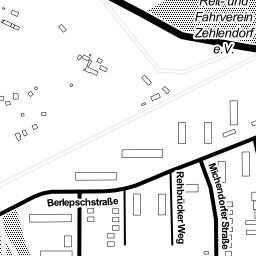 Reit- und
Fahrverein
Zehlendorf
e.V.
Berlepschstraße
Rehbrücker Weg
Michendorfer Straße